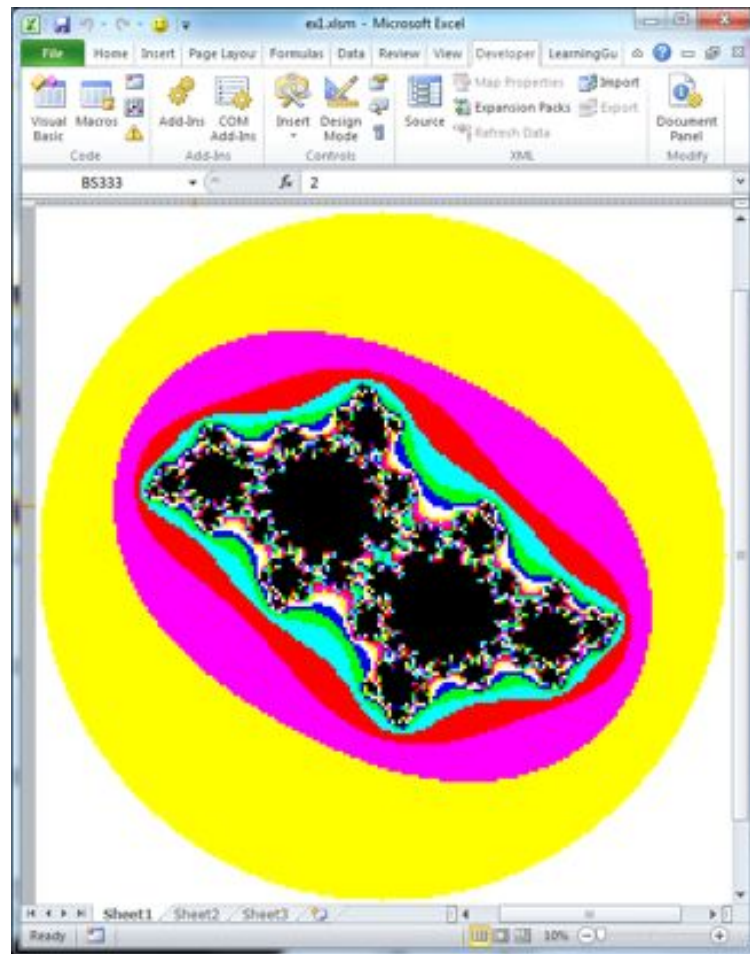 ex1.xlsm - Microsoft Excel
File Home Insert Page Layour Formulas Data Review View Developer LearningGu
Visual Basic Macros Add-Ins COM Add-Ins Insert Design Mode Source Map Properties Import Expansion Packs Export Refresh Data Document Panel
Code Add-Ins Controls XML Modify
BS333 fx 2
Sheet1 Sheet2 Sheet3
Ready 10%